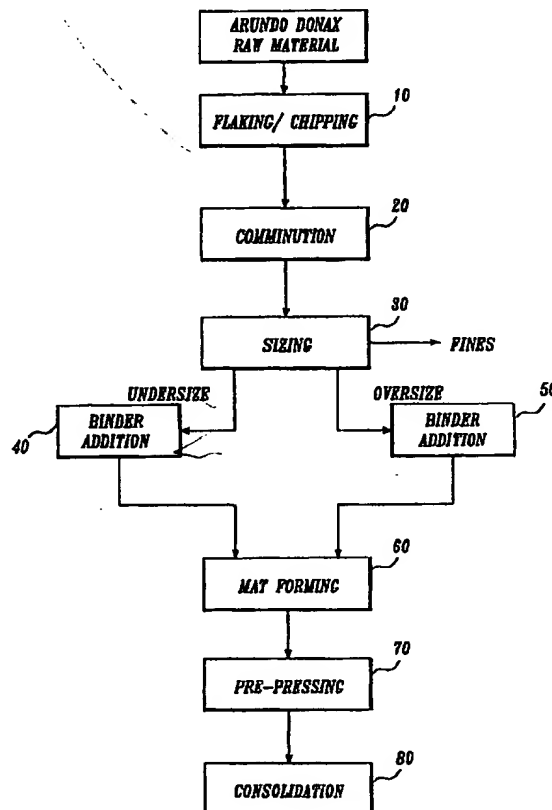 ARUNDO DONAX
RAW MATERIAL
10
FLAKING/ CHIPPING
20
COMMINUTION
30
SIZING
FINES
UNDERSIZE
OVERSIZE
50
40
BINDER
ADDITION
BINDER
ADDITION
60
MAT FORMING
70
PRE-PRESSING
80
CONSOLIDATION